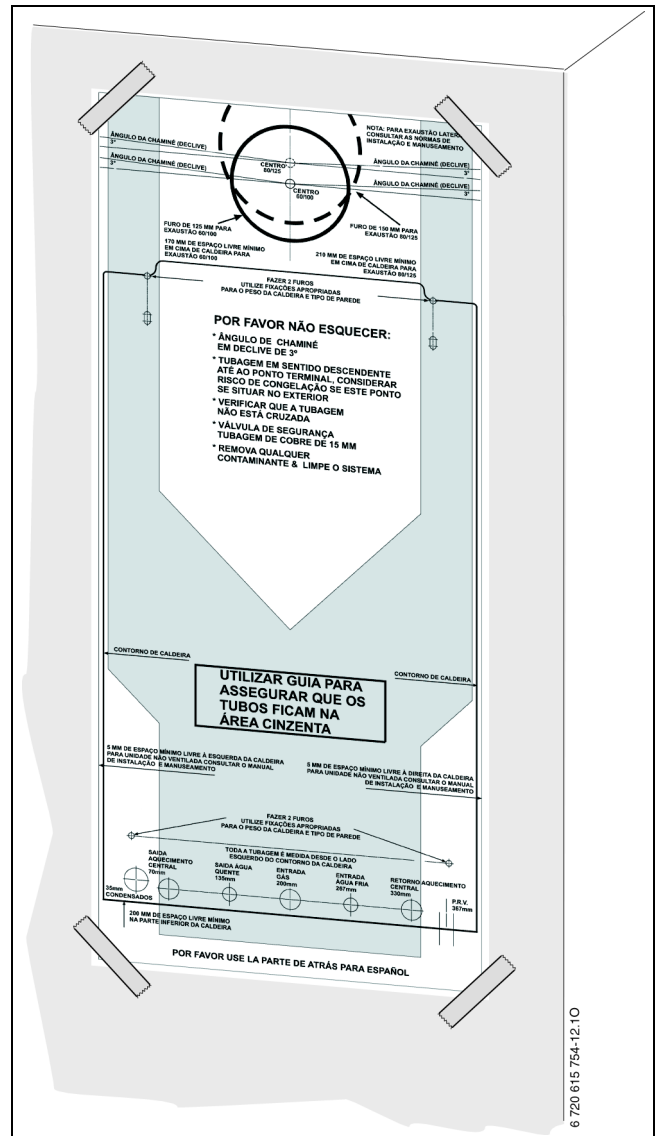 NOTA: PARA EXAUSTÃO LATERAL
CONSULTAR AS NORMAS DE
INSTALAÇÃO E MANUSEAMENTO
ÂNGULO DA CHAMINÉ (DECLIVE)
3°
ÂNGULO DA CHAMINÉ (DECLIVE)
3°
ÂNGULO DA CHAMINÉ (DECLIVE)
3°
ÂNGULO DA CHAMINÉ (DECLIVE)
3°
CENTRO
80/125
CENTRO
60/100
FURO DE 125 MM PARA
EXAUSTÃO 60/100
FURO DE 150 MM PARA
EXAUSTÃO 80/125
170 MM DE ESPAÇO LIVRE MÍNIMO
EM CIMA DE CALDEIRA PARA
EXAUSTÃO 60/100
210 MM DE ESPAÇO LIVRE MÍNIMO
EM CIMA DE CALDEIRA PARA
EXAUSTÃO 80/125
FAZER 2 FUROS
UTILIZE FIXAÇÕES APROPRIADAS
PARA O PESO DA CALDEIRA E TIPO DE PAREDE
POR FAVOR NÃO ESQUECER:
* ÂNGULO DE CHAMINÉ
EM DECLIVE DE 3º
* TUBAGEM EM SENTIDO DESCENDENTE
ATÉ AO PONTO TERMINAL, CONSIDERAR
RISCO DE CONGELAÇÃO SE ESTE PONTO
SE SITUAR NO EXTERIOR
* VERIFICAR QUE A TUBAGEM
NÃO ESTÁ CRUZADA
* VÁLVULA DE SEGURANÇA
TUBAGEM DE COBRE DE 15 MM
* REMOVA QUALQUER
CONTAMINANTE & LIMPE O SISTEMA
CONTORNO DE CALDEIRA
CONTORNO DE CALDEIRA
UTILIZAR GUIA PARA
ASSEGURAR QUE OS
TUBOS FICAM NA
ÁREA CINZENTA
5 MM DE ESPAÇO MÍNIMO LIVRE À ESQUERDA DA CALDEIRA
PARA UNIDADE NÃO VENTILADA CONSULTAR O MANUAL
DE INSTALAÇÃO E MANUSEAMENTO
5 MM DE ESPAÇO MÍNIMO LIVRE À DIREITA DA CALDEIRA
PARA UNIDADE NÃO VENTILADA CONSULTAR O MANUAL
DE INSTALAÇÃO E MANUSEAMENTO
FAZER 2 FUROS
UTILIZE FIXAÇÕES APROPRIADAS
PARA O PESO DA CALDEIRA E TIPO DE PAREDE
TODA A TUBAGEM É MEDIDA DESDE O LADO
ESQUERDO DO CONTORNO DA CALDEIRA
35mm
CONDENSADOS
SAIDA
AQUECIMENTO
CENTRAL
70mm
SAIDA ÁGUA
QUENTE
135mm
ENTRADA
GÁS
200mm
ENTRADA
ÁGUA FRIA
267mm
RETORNO AQUECIMENTO
CENTRAL
330mm
P.R.V.
367mm
200 MM DE ESPAÇO LIVRE MÍNIMO
NA PARTE INFERIOR DA CALDEIRA
POR FAVOR USE LA PARTE DE ATRÁS PARA ESPAÑOL
6 720 615 754-12.1O